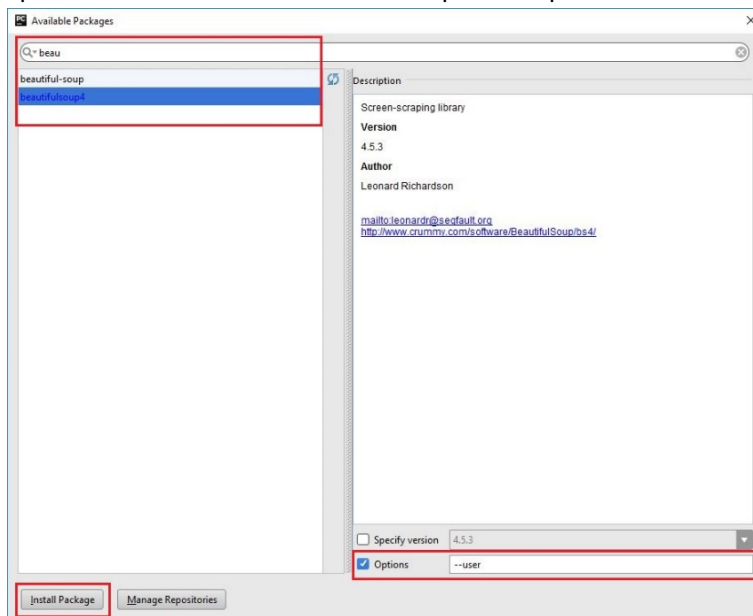 Available Packages
beau
beautiful-soup
beautifulsoup4
Description
Screen-scraping library
Version
4.5.3
Author
Leonard Richardson
mailto:leonardr@segfault.org
http://www.crummy.com/software/BeautifulSoup/bs4/
Specify version 4.5.3
Options --user
Install Package Manage Repositories